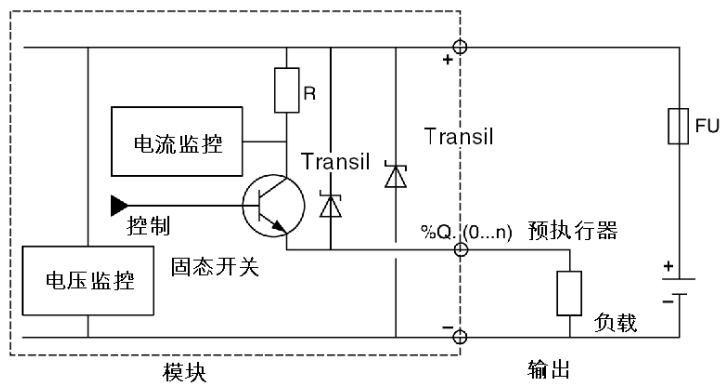 +
R
FU
电流监控
Transil
Transil
控制
%Q. (0...n)
预执行器
固态开关
电压监控
+
−
−
负载
模块
输出